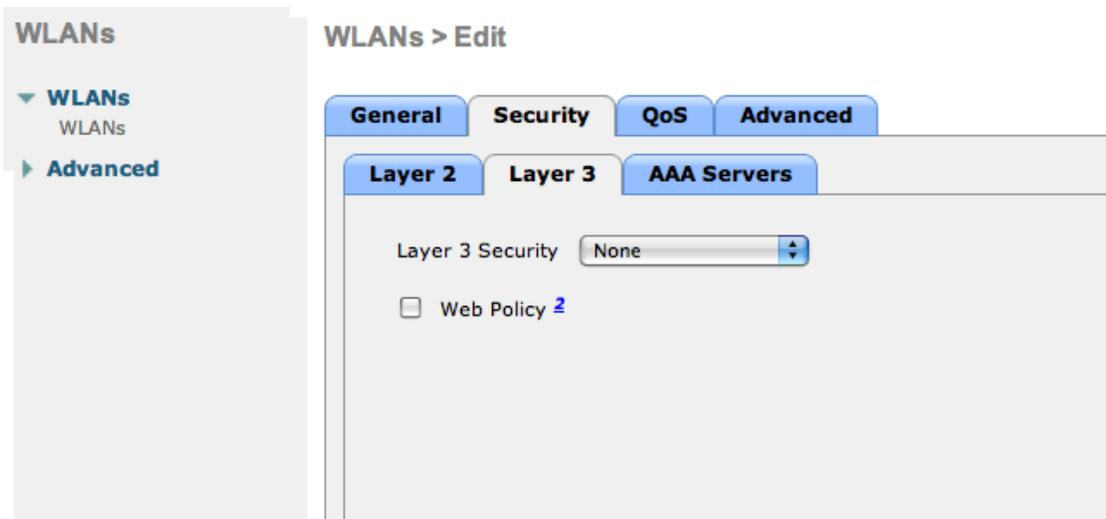 WLANs
WLANs
WLANs
Advanced
WLANs > Edit
General Security QoS Advanced
Layer 2 Layer 3 AAA Servers
Layer 3 Security None
Web Policy 2